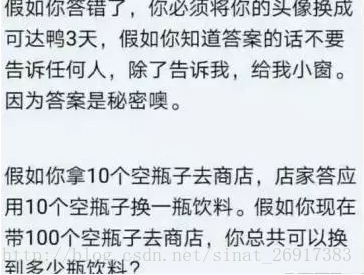 假如你答错了，你必须将你的头像换成
可达鸭3天，假如你知道答案的话不要
告诉任何人，除了告诉我，给我小窗。
因为答案是秘密噢。
假如你拿10个空瓶子去商店，店家答应
用10个空瓶子换一瓶饮料。假如你现在
带100个空瓶子去商店，你总共可以换
到多少瓶饮料？
http://blog.csdn.net/sinat_26917383